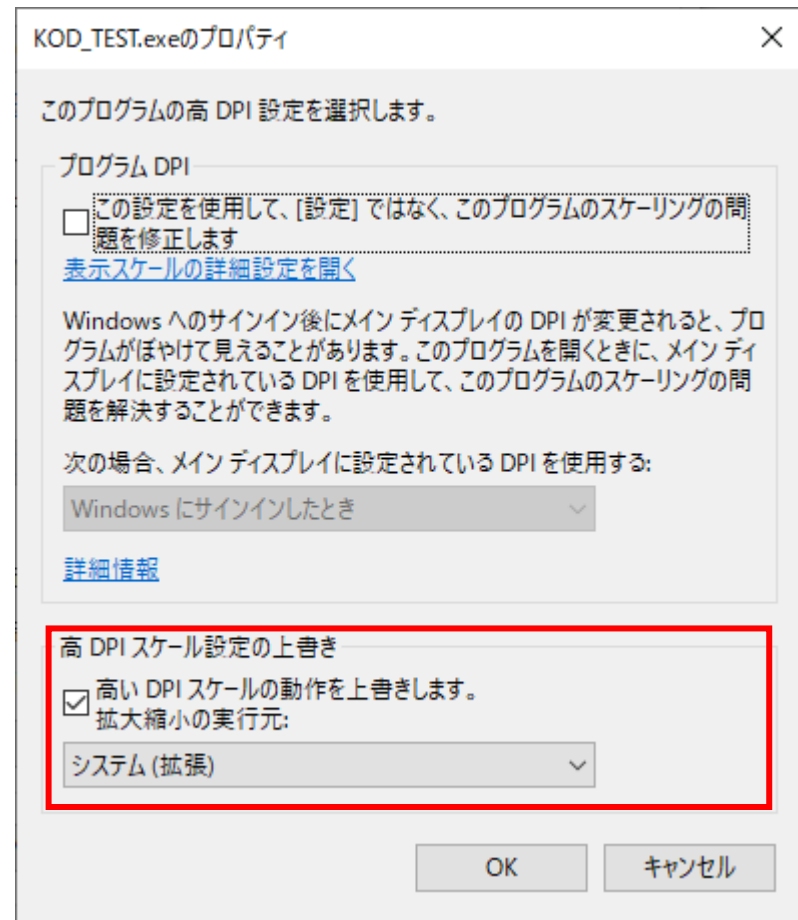 KOD_TEST.exeのプロパティ
このプログラムの高 DPI 設定を選択します。
プログラム DPI
この設定を使用して、[設定] ではなく、このプログラムのスケーリングの問
題を修正します
表示スケールの詳細設定を開く
Windows へのサインイン後にメイン ディスプレイの DPI が変更されると、プロ
グラムがぼやけて見えることがあります。このプログラムを開くときに、メイン ディ
スプレイに設定されている DPI を使用して、このプログラムのスケーリングの問
題を解決することができます。
次の場合、メイン ディスプレイに設定されている DPI を使用する:
Windows にサインインしたとき
詳細情報
高 DPI スケール設定の上書き
高い DPI スケールの動作を上書きします。
拡大縮小の実行元:
システム (拡張)
OK
キャンセル